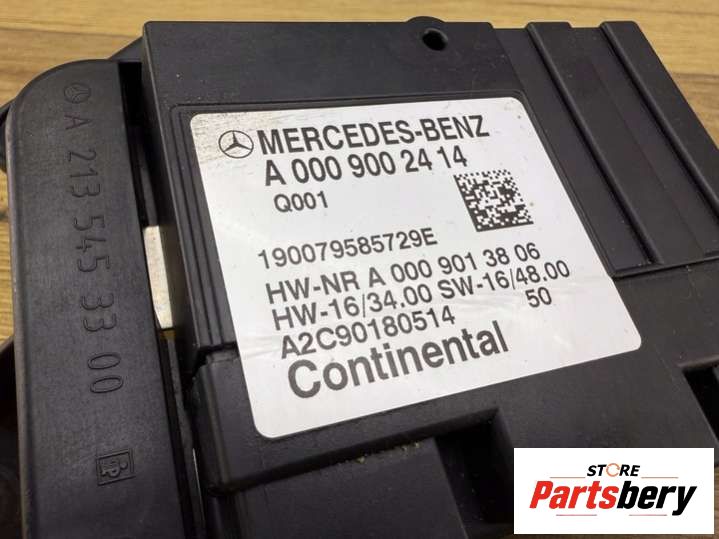 A 213 545 33 00
MERCEDES-BENZ
A 000 900 24 14
Q001
190079585729E
HW-NR A 000 901 38 06
HW-16/34.00 SW-16/48.00
A2C90180514 50
Continental
STORE
Partsbery